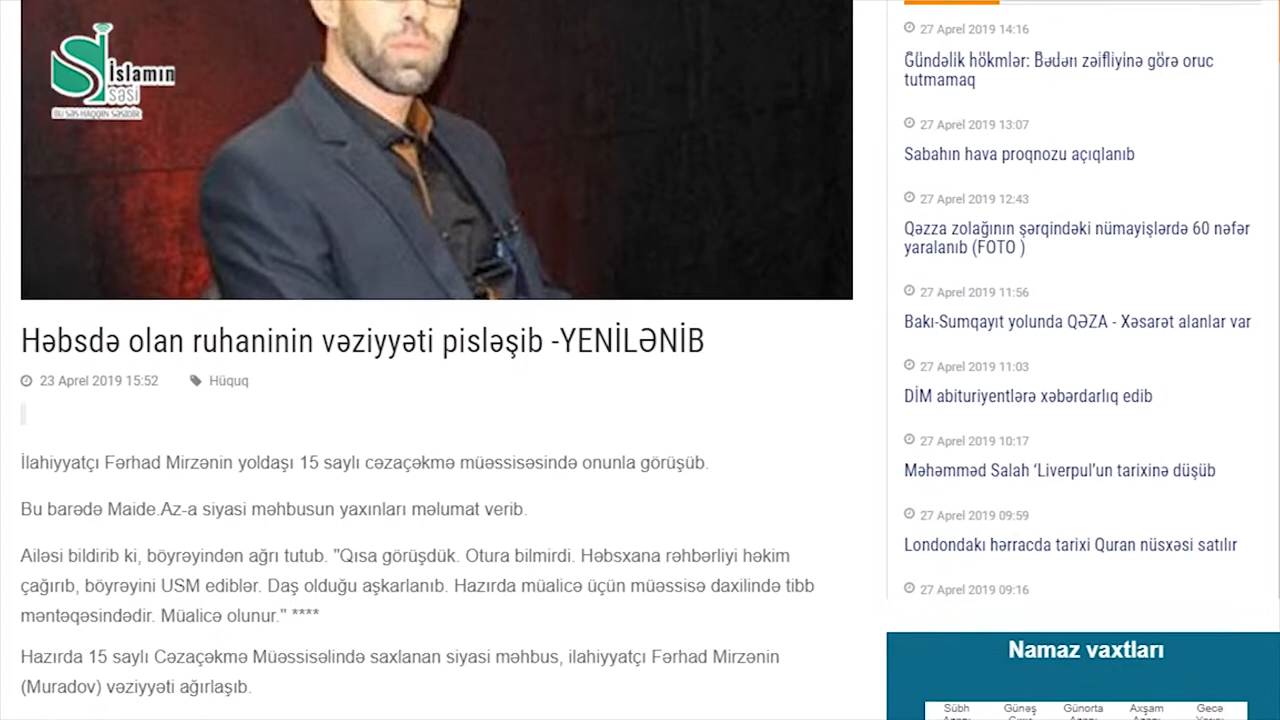 İslamın
səsi
BU SƏS HAQQIN SƏSİDİR
Həbsdə olan ruhaninin vəziyyəti pisləşib -YENİLƏNİB
23 Aprel 2019 15:52 Hüquq
İlahiyyatçı Fərhad Mirzənin yoldaşı 15 saylı cəzaçəkmə müəssisəsində onunla görüşüb.
Bu barədə Maide.Az-a siyasi məhbusun yaxınları məlumat verib.
Ailəsi bildirib ki, böyrəyindən ağrı tutub. "Qısa görüşdük. Otura bilmirdi. Həbsxana rəhbərliyi həkim
çağırıb, böyrəyini USM ediblər. Daş olduğu aşkarlanıb. Hazırda müalicə üçün müəssisə daxilində tibb
məntəqəsindədir. Müalicə olunur." ****
Hazırda 15 saylı Cəzaçəkmə Müəssisəlində saxlanan siyasi məhbus, ilahiyyatçı Fərhad Mirzənin
(Muradov) vəziyyəti ağırlaşıb.
27 Aprel 2019 14:16
Gündəlik hökmlər: Bədən zəifliyinə görə oruc
tutmamaq
27 Aprel 2019 13:07
Sabahın hava proqnozu açıqlanıb
27 Aprel 2019 12:43
Qəzza zolağının şərqindəki nümayişlərdə 60 nəfər
yaralanıb (FOTO )
27 Aprel 2019 11:56
Bakı-Sumqayıt yolunda QƏZA - Xəsarət alanlar var
27 Aprel 2019 11:03
DİM abituriyentlərə xəbərdarlıq edib
27 Aprel 2019 10:17
Məhəmməd Salah ‘Liverpul’un tarixinə düşüb
27 Aprel 2019 09:59
Londondakı hərracda tarixi Quran nüsxəsi satılır
27 Aprel 2019 09:16
Namaz vaxtları
Sübh Günəş Günorta Axşam Gecə